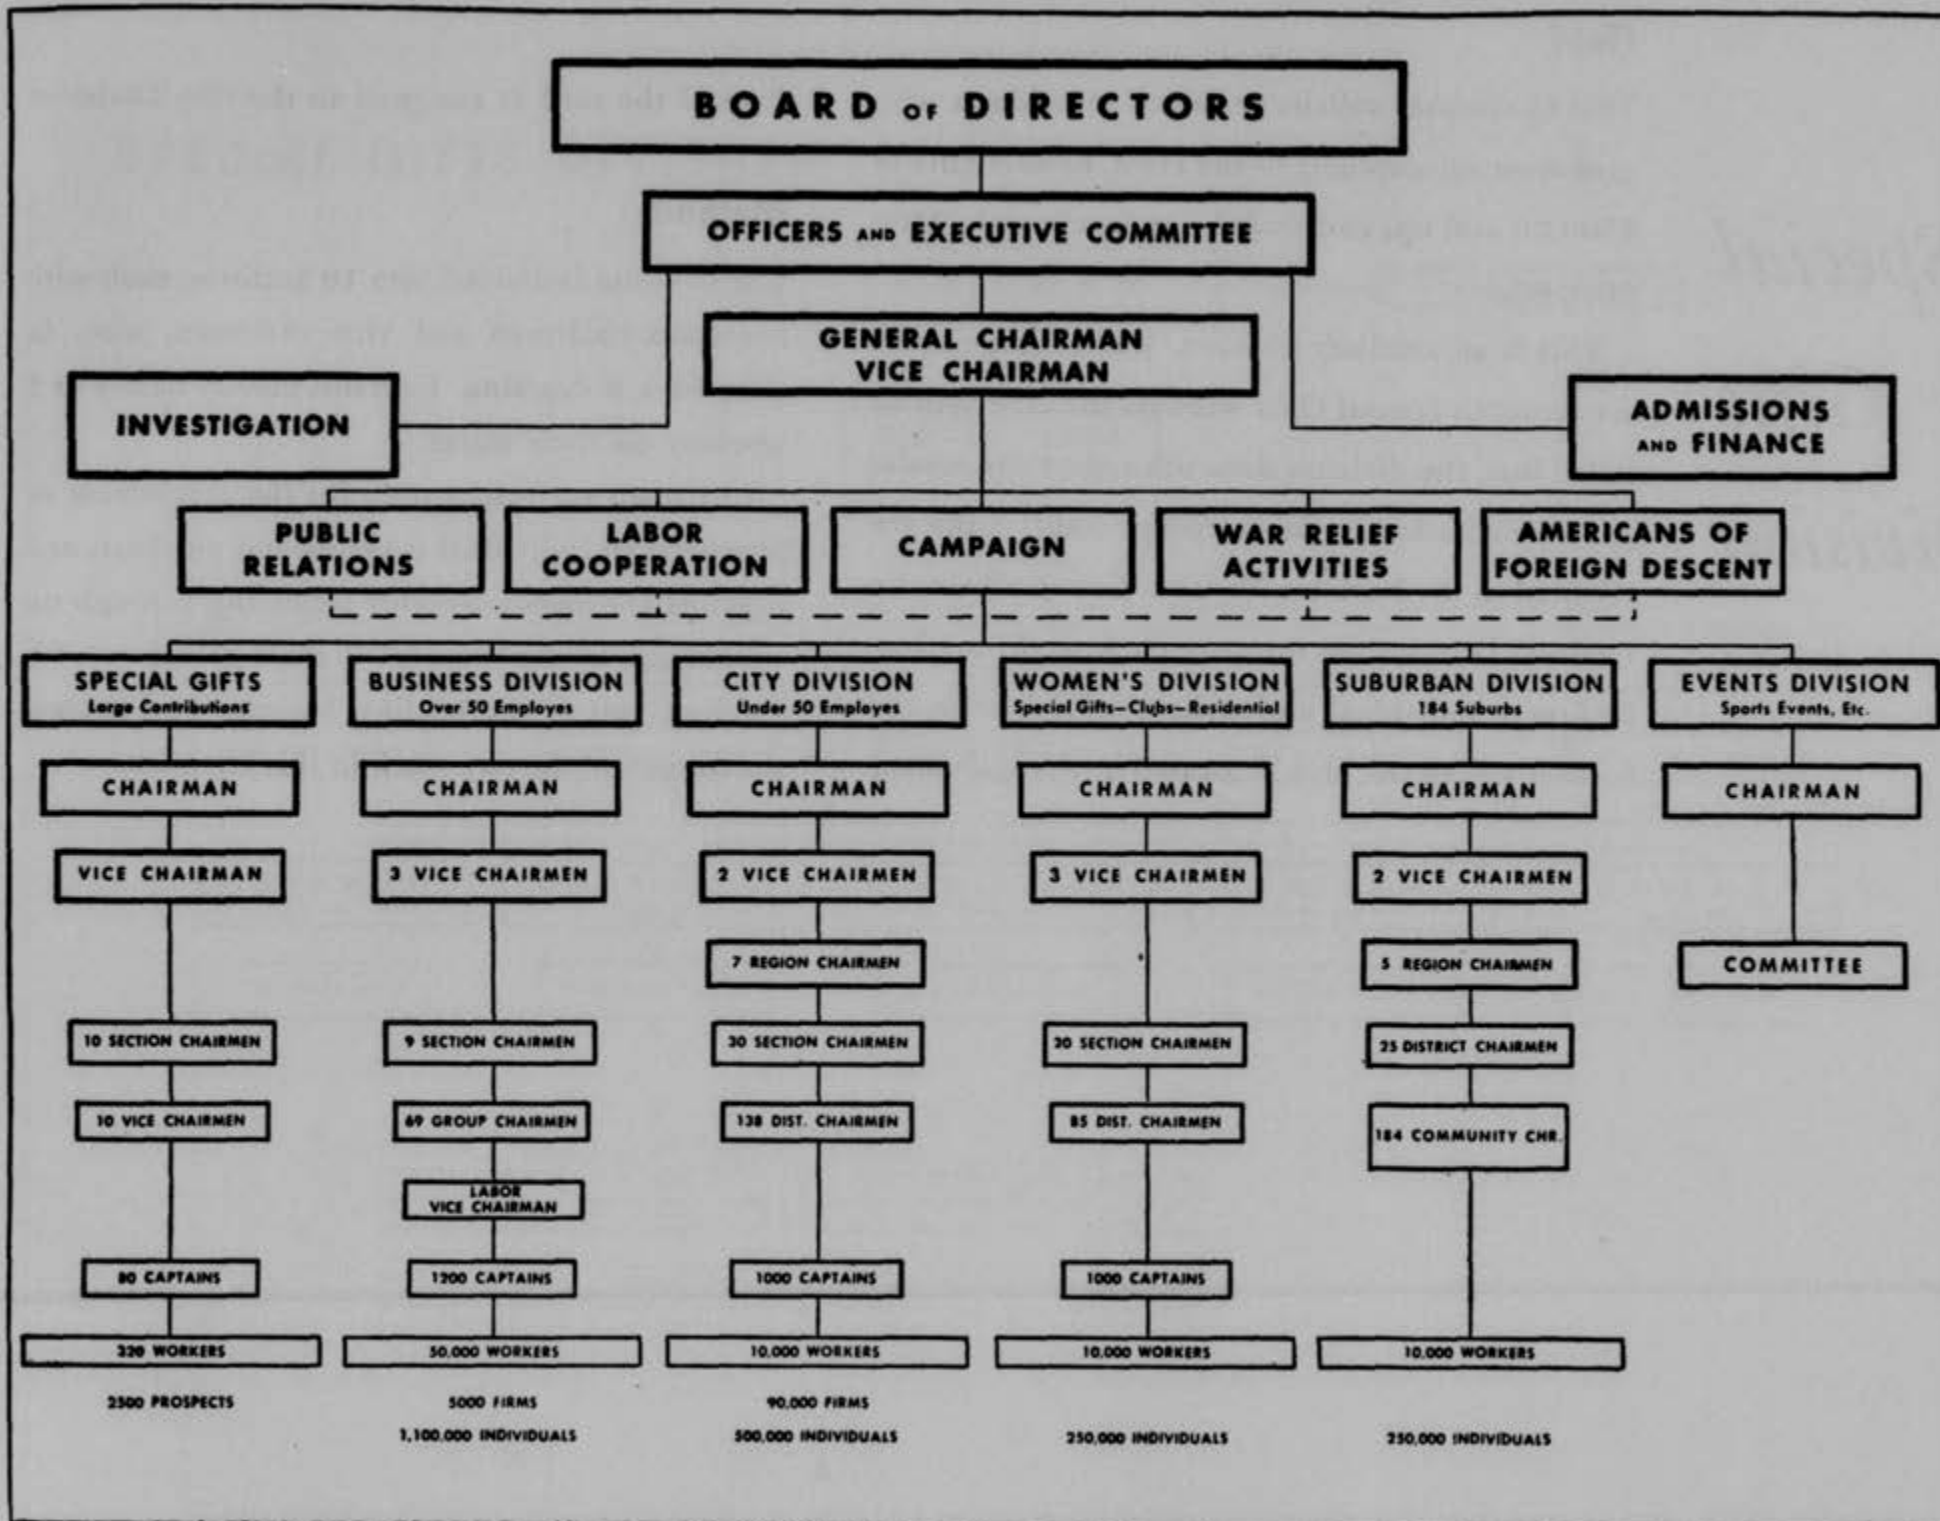 BOARD OF DIRECTORS
OFFICERS AND EXECUTIVE COMMITTEE
GENERAL CHAIRMAN
VICE CHAIRMAN
INVESTIGATION
ADMISSIONS
AND FINANCE
PUBLIC
RELATIONS
LABOR
COOPERATION
CAMPAIGN
WAR RELIEF
ACTIVITIES
AMERICANS OF
FOREIGN DESCENT
SPECIAL GIFTS
Large Contributions
BUSINESS DIVISION
Over 50 Employes
CITY DIVISION
Under 50 Employes
WOMEN'S DIVISION
Special Gifts—Clubs—Residential
SUBURBAN DIVISION
184 Suburbs
EVENTS DIVISION
Sports Events, Etc.
CHAIRMAN
CHAIRMAN
CHAIRMAN
CHAIRMAN
CHAIRMAN
CHAIRMAN
VICE CHAIRMAN
3 VICE CHAIRMEN
2 VICE CHAIRMEN
3 VICE CHAIRMEN
2 VICE CHAIRMEN
7 REGION CHAIRMEN
5 REGION CHAIRMEN
COMMITTEE
10 SECTION CHAIRMEN
9 SECTION CHAIRMEN
30 SECTION CHAIRMEN
20 SECTION CHAIRMEN
25 DISTRICT CHAIRMEN
10 VICE CHAIRMEN
69 GROUP CHAIRMEN
138 DIST. CHAIRMEN
85 DIST. CHAIRMEN
184 COMMUNITY CHR.
LABOR
VICE CHAIRMAN
80 CAPTAINS
1200 CAPTAINS
1000 CAPTAINS
1000 CAPTAINS
320 WORKERS
50,000 WORKERS
10,000 WORKERS
10,000 WORKERS
10,000 WORKERS
2500 PROSPECTS
5000 FIRMS
90,000 FIRMS
1,100,000 INDIVIDUALS
500,000 INDIVIDUALS
250,000 INDIVIDUALS
250,000 INDIVIDUALS